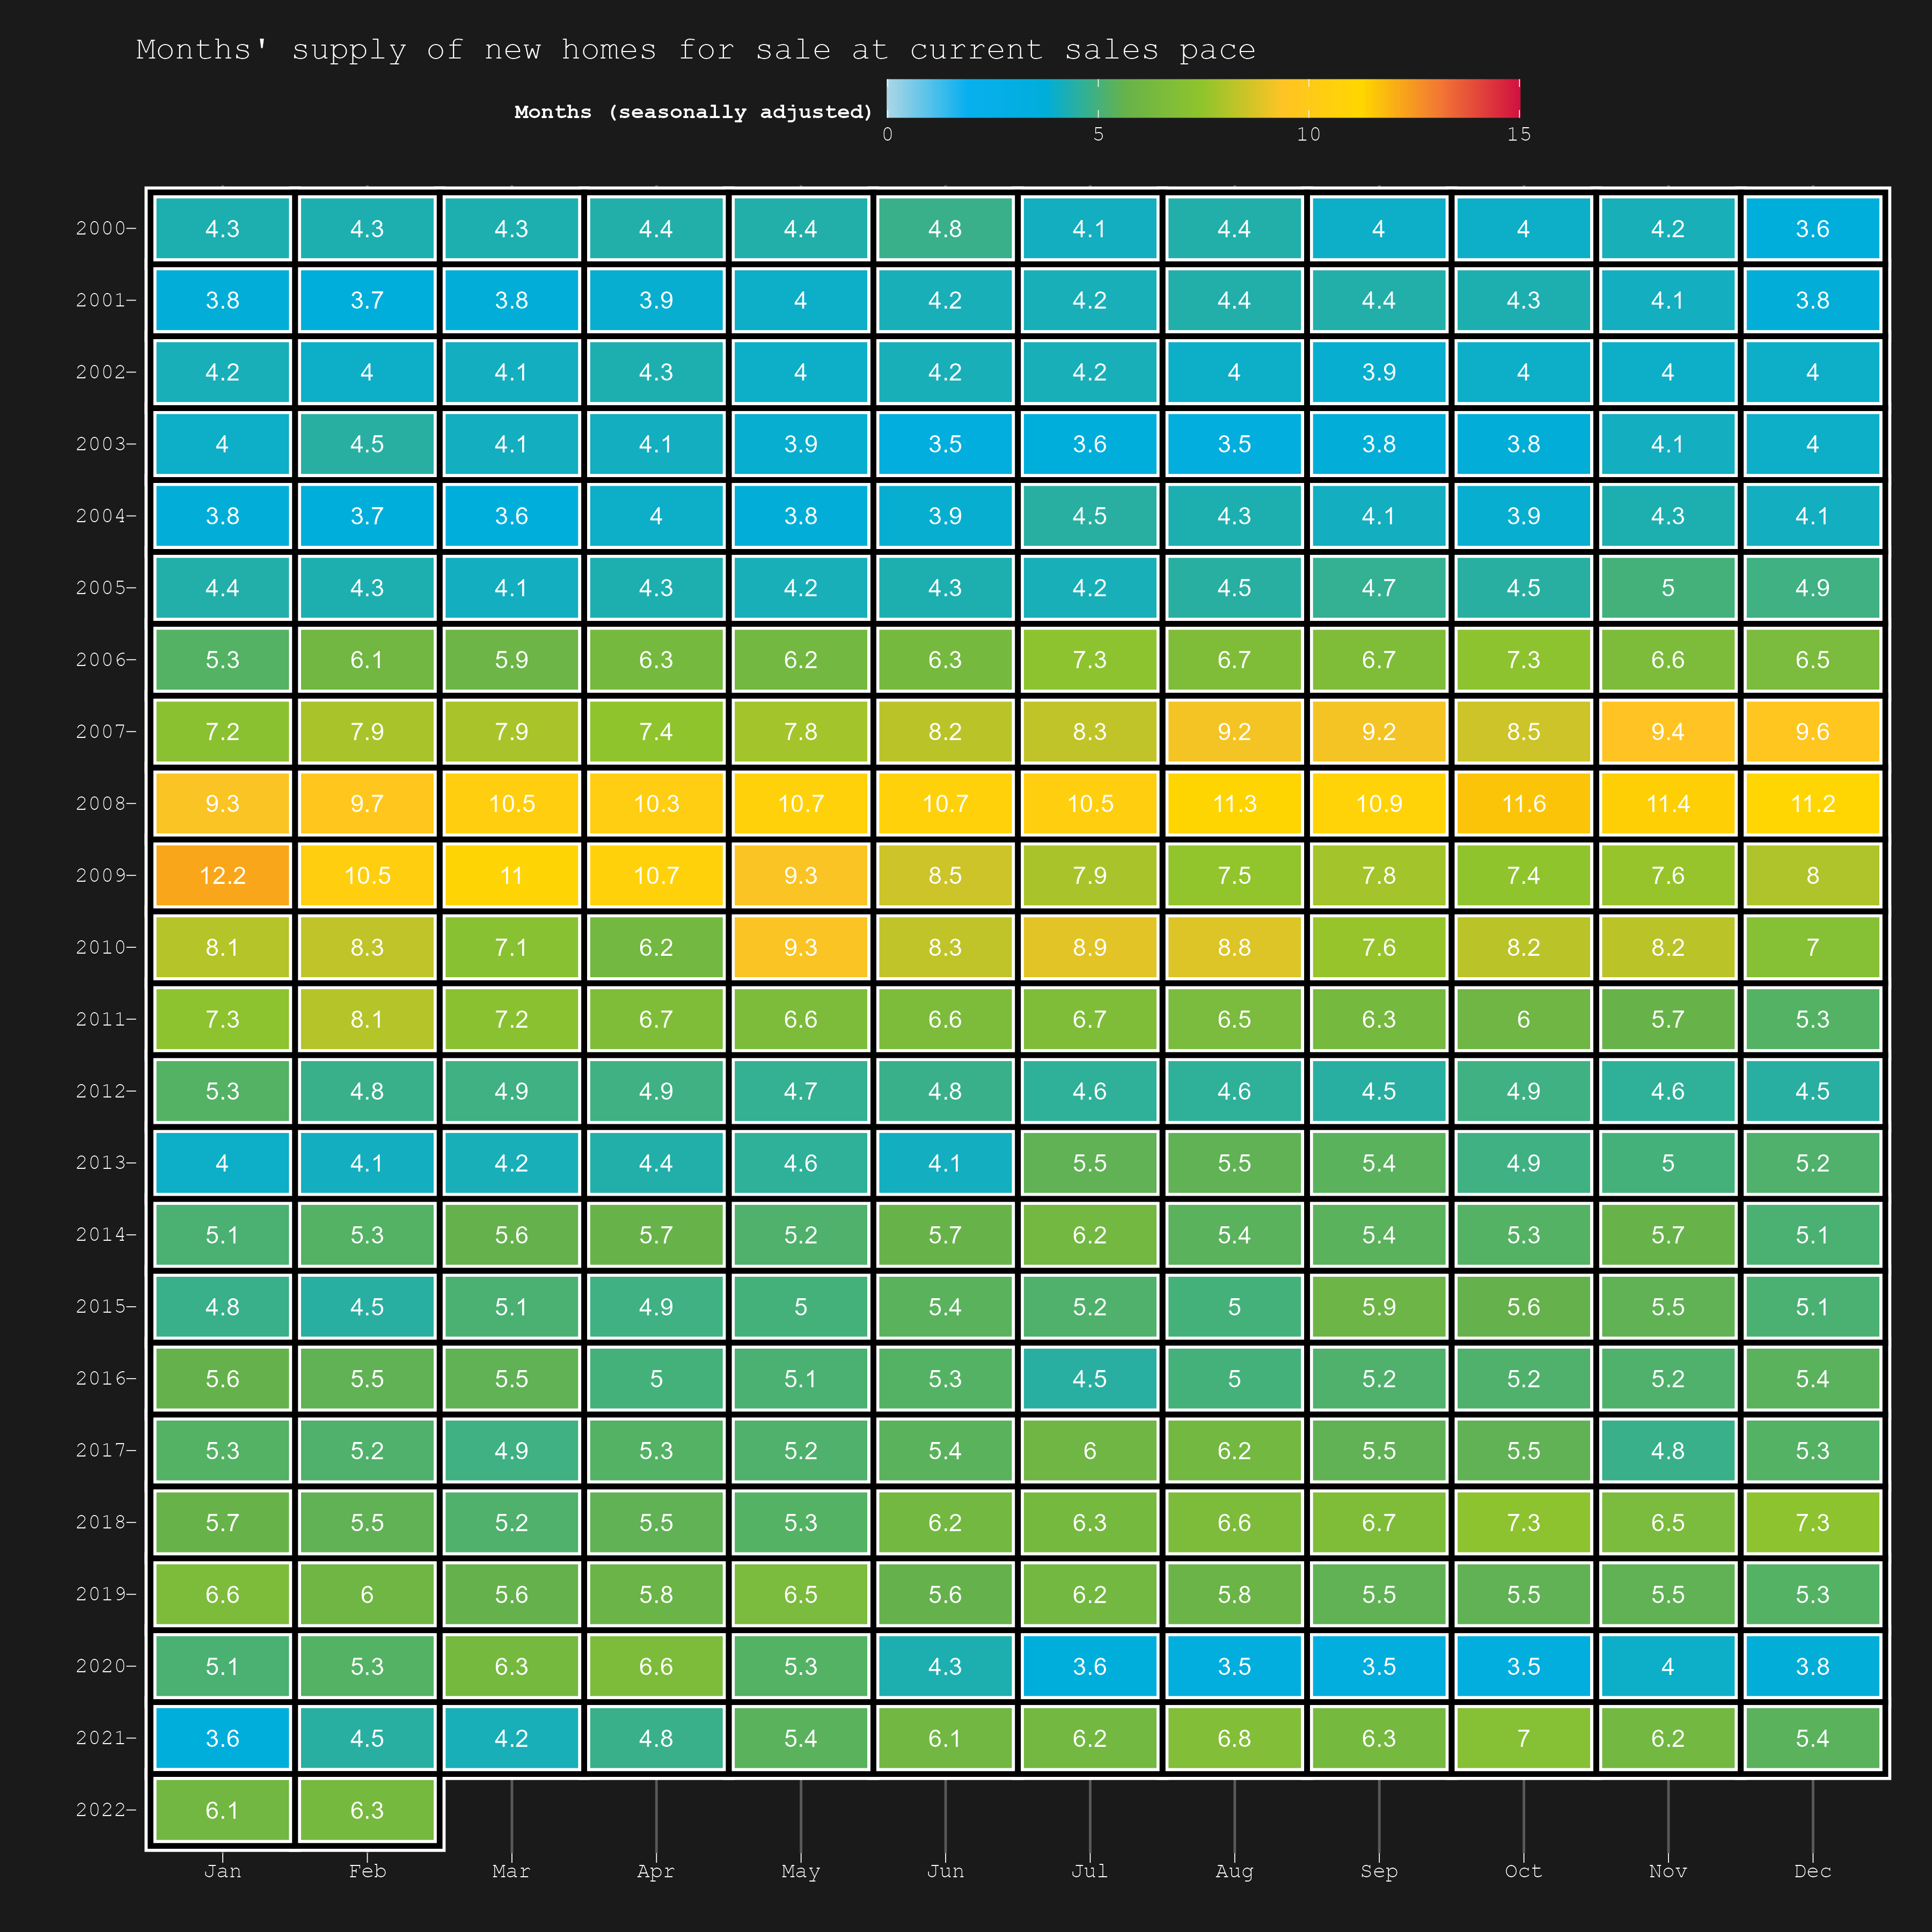 Months' supply of new homes for sale at current sales pace
Months (seasonally adjusted)
0 5 10 15
2000 4.3 4.3 4.3 4.4 4.4 4.8 4.1 4.4 4 4 4.2 3.6
2001 3.8 3.7 3.8 3.9 4 4.2 4.2 4.4 4.4 4.3 4.1 3.8
2002 4.2 4 4.1 4.3 4 4.2 4.2 4 3.9 4 4 4
2003 4 4.5 4.1 4.1 3.9 3.5 3.6 3.5 3.8 3.8 4.1 4
2004 3.8 3.7 3.6 4 3.8 3.9 4.5 4.3 4.1 3.9 4.3 4.1
2005 4.4 4.3 4.1 4.3 4.2 4.3 4.2 4.5 4.7 4.5 5 4.9
2006 5.3 6.1 5.9 6.3 6.2 6.3 7.3 6.7 6.7 7.3 6.6 6.5
2007 7.2 7.9 7.9 7.4 7.8 8.2 8.3 9.2 9.2 8.5 9.4 9.6
2008 9.3 9.7 10.5 10.3 10.7 10.7 10.5 11.3 10.9 11.6 11.4 11.2
2009 12.2 10.5 11 10.7 9.3 8.5 7.9 7.5 7.8 7.4 7.6 8
2010 8.1 8.3 7.1 6.2 9.3 8.3 8.9 8.8 7.6 8.2 8.2 7
2011 7.3 8.1 7.2 6.7 6.6 6.6 6.7 6.5 6.3 6 5.7 5.3
2012 5.3 4.8 4.9 4.9 4.7 4.8 4.6 4.6 4.5 4.9 4.6 4.5
2013 4 4.1 4.2 4.4 4.6 4.1 5.5 5.5 5.4 4.9 5 5.2
2014 5.1 5.3 5.6 5.7 5.2 5.7 6.2 5.4 5.4 5.3 5.7 5.1
2015 4.8 4.5 5.1 4.9 5 5.4 5.2 5 5.9 5.6 5.5 5.1
2016 5.6 5.5 5.5 5 5.1 5.3 4.5 5 5.2 5.2 5.2 5.4
2017 5.3 5.2 4.9 5.3 5.2 5.4 6 6.2 5.5 5.5 4.8 5.3
2018 5.7 5.5 5.2 5.5 5.3 6.2 6.3 6.6 6.7 7.3 6.5 7.3
2019 6.6 6 5.6 5.8 6.5 5.6 6.2 5.8 5.5 5.5 5.5 5.3
2020 5.1 5.3 6.3 6.6 5.3 4.3 3.6 3.5 3.5 3.5 4 3.8
2021 3.6 4.5 4.2 4.8 5.4 6.1 6.2 6.8 6.3 7 6.2 5.4
2022 6.1 6.3
Jan Feb Mar Apr May Jun Jul Aug Sep Oct Nov Dec